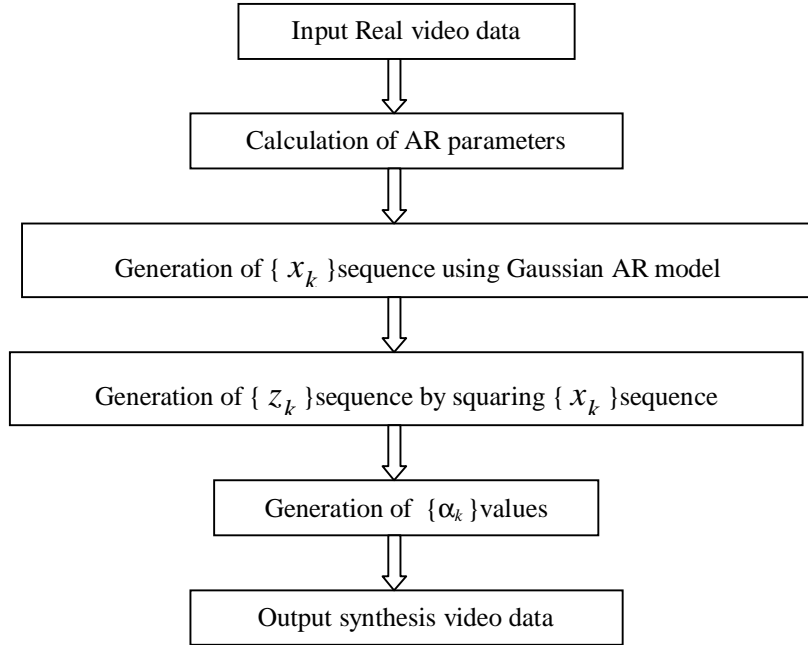 Input Real video data
Calculation of AR parameters
Generation of { x_k }sequence using Gaussian AR model
Generation of { z_k }sequence by squaring { x_k }sequence
Generation of {α_k}values
Output synthesis video data